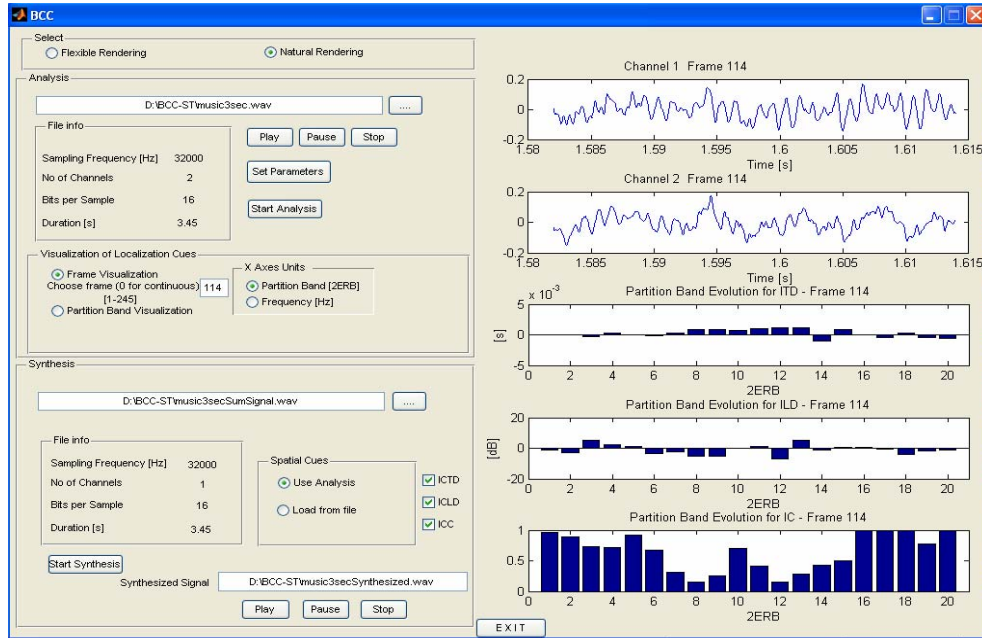 BCC
Select
Flexible Rendering
Natural Rendering
Analysis
D:\BCC-ST\music3sec.wav
....
File info
Sampling Frequency [Hz] 32000
No of Channels 2
Bits per Sample 16
Duration [s] 3.45
Play
Pause
Stop
Set Parameters
Start Analysis
Visualization of Localization Cues
Frame Visualization
Choose frame (0 for continuous) 114
[1-245]
Partition Band Visualization
X Axes Units
Partition Band [2ERB]
Frequency [Hz]
Synthesis
D:\BCC-ST\music3secSumSignal.wav
....
File info
Sampling Frequency [Hz] 32000
No of Channels 1
Bits per Sample 16
Duration [s] 3.45
Spatial Cues
Use Analysis
Load from file
ICTD
ICLD
ICC
Start Synthesis
Synthesized Signal D:\BCC-ST\music3secSynthesized.wav
Play
Pause
Stop
EXIT
Channel 1 Frame 114
0.2
0
-0.2
1.58 1.585 1.59 1.595 1.6 1.605 1.61 1.615
Time [s]
Channel 2 Frame 114
0.2
0
-0.2
1.58 1.585 1.59 1.595 1.6 1.605 1.61 1.615
Time [s]
x 10⁻³ Partition Band Evolution for ITD - Frame 114
5
0
-5
[s]
0 2 4 6 8 10 12 14 16 18 20
2ERB
Partition Band Evolution for ILD - Frame 114
20
0
-20
[dB]
0 2 4 6 8 10 12 14 16 18 20
2ERB
Partition Band Evolution for IC - Frame 114
1
0.5
0
0 2 4 6 8 10 12 14 16 18 20
2ERB